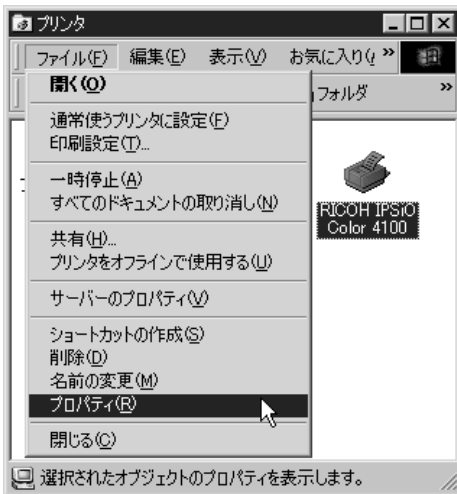 プリンタ
ファイル(F) 編集(E) 表示(V) お気に入り( »
開く(O)
フォルダ »
通常使うプリンタに設定(F)
印刷設定(T)...
一時停止(A)
すべてのドキュメントの取り消し(N)
共有(H)...
プリンタをオフラインで使用する(U)
サーバーのプロパティ(V)
ショートカットの作成(S)
削除(D)
名前の変更(M)
プロパティ(R)
閉じる(C)
RICOH IPSiO
Color 4100
選択されたオブジェクトのプロパティを表示します。